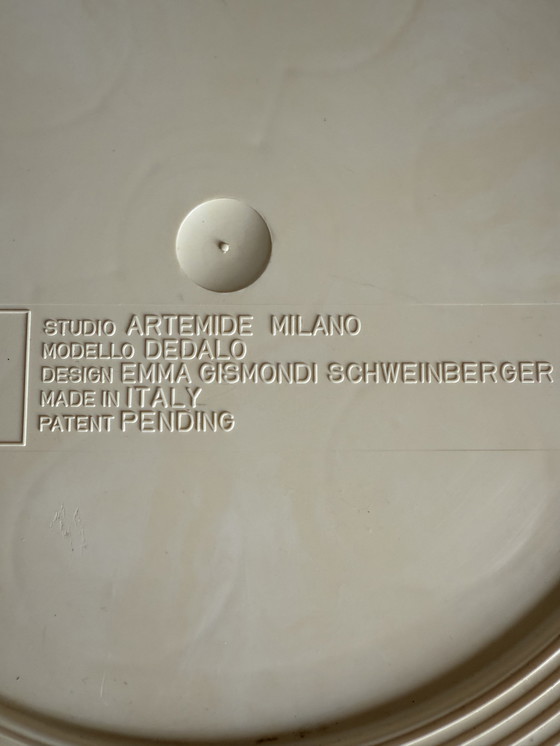 STUDIO ARTEMIDE MILANO
MODELLO DEDALO
DESIGN EMMA GISMONDI SCHWEINBERGER
MADE IN ITALY
PATENT PENDING